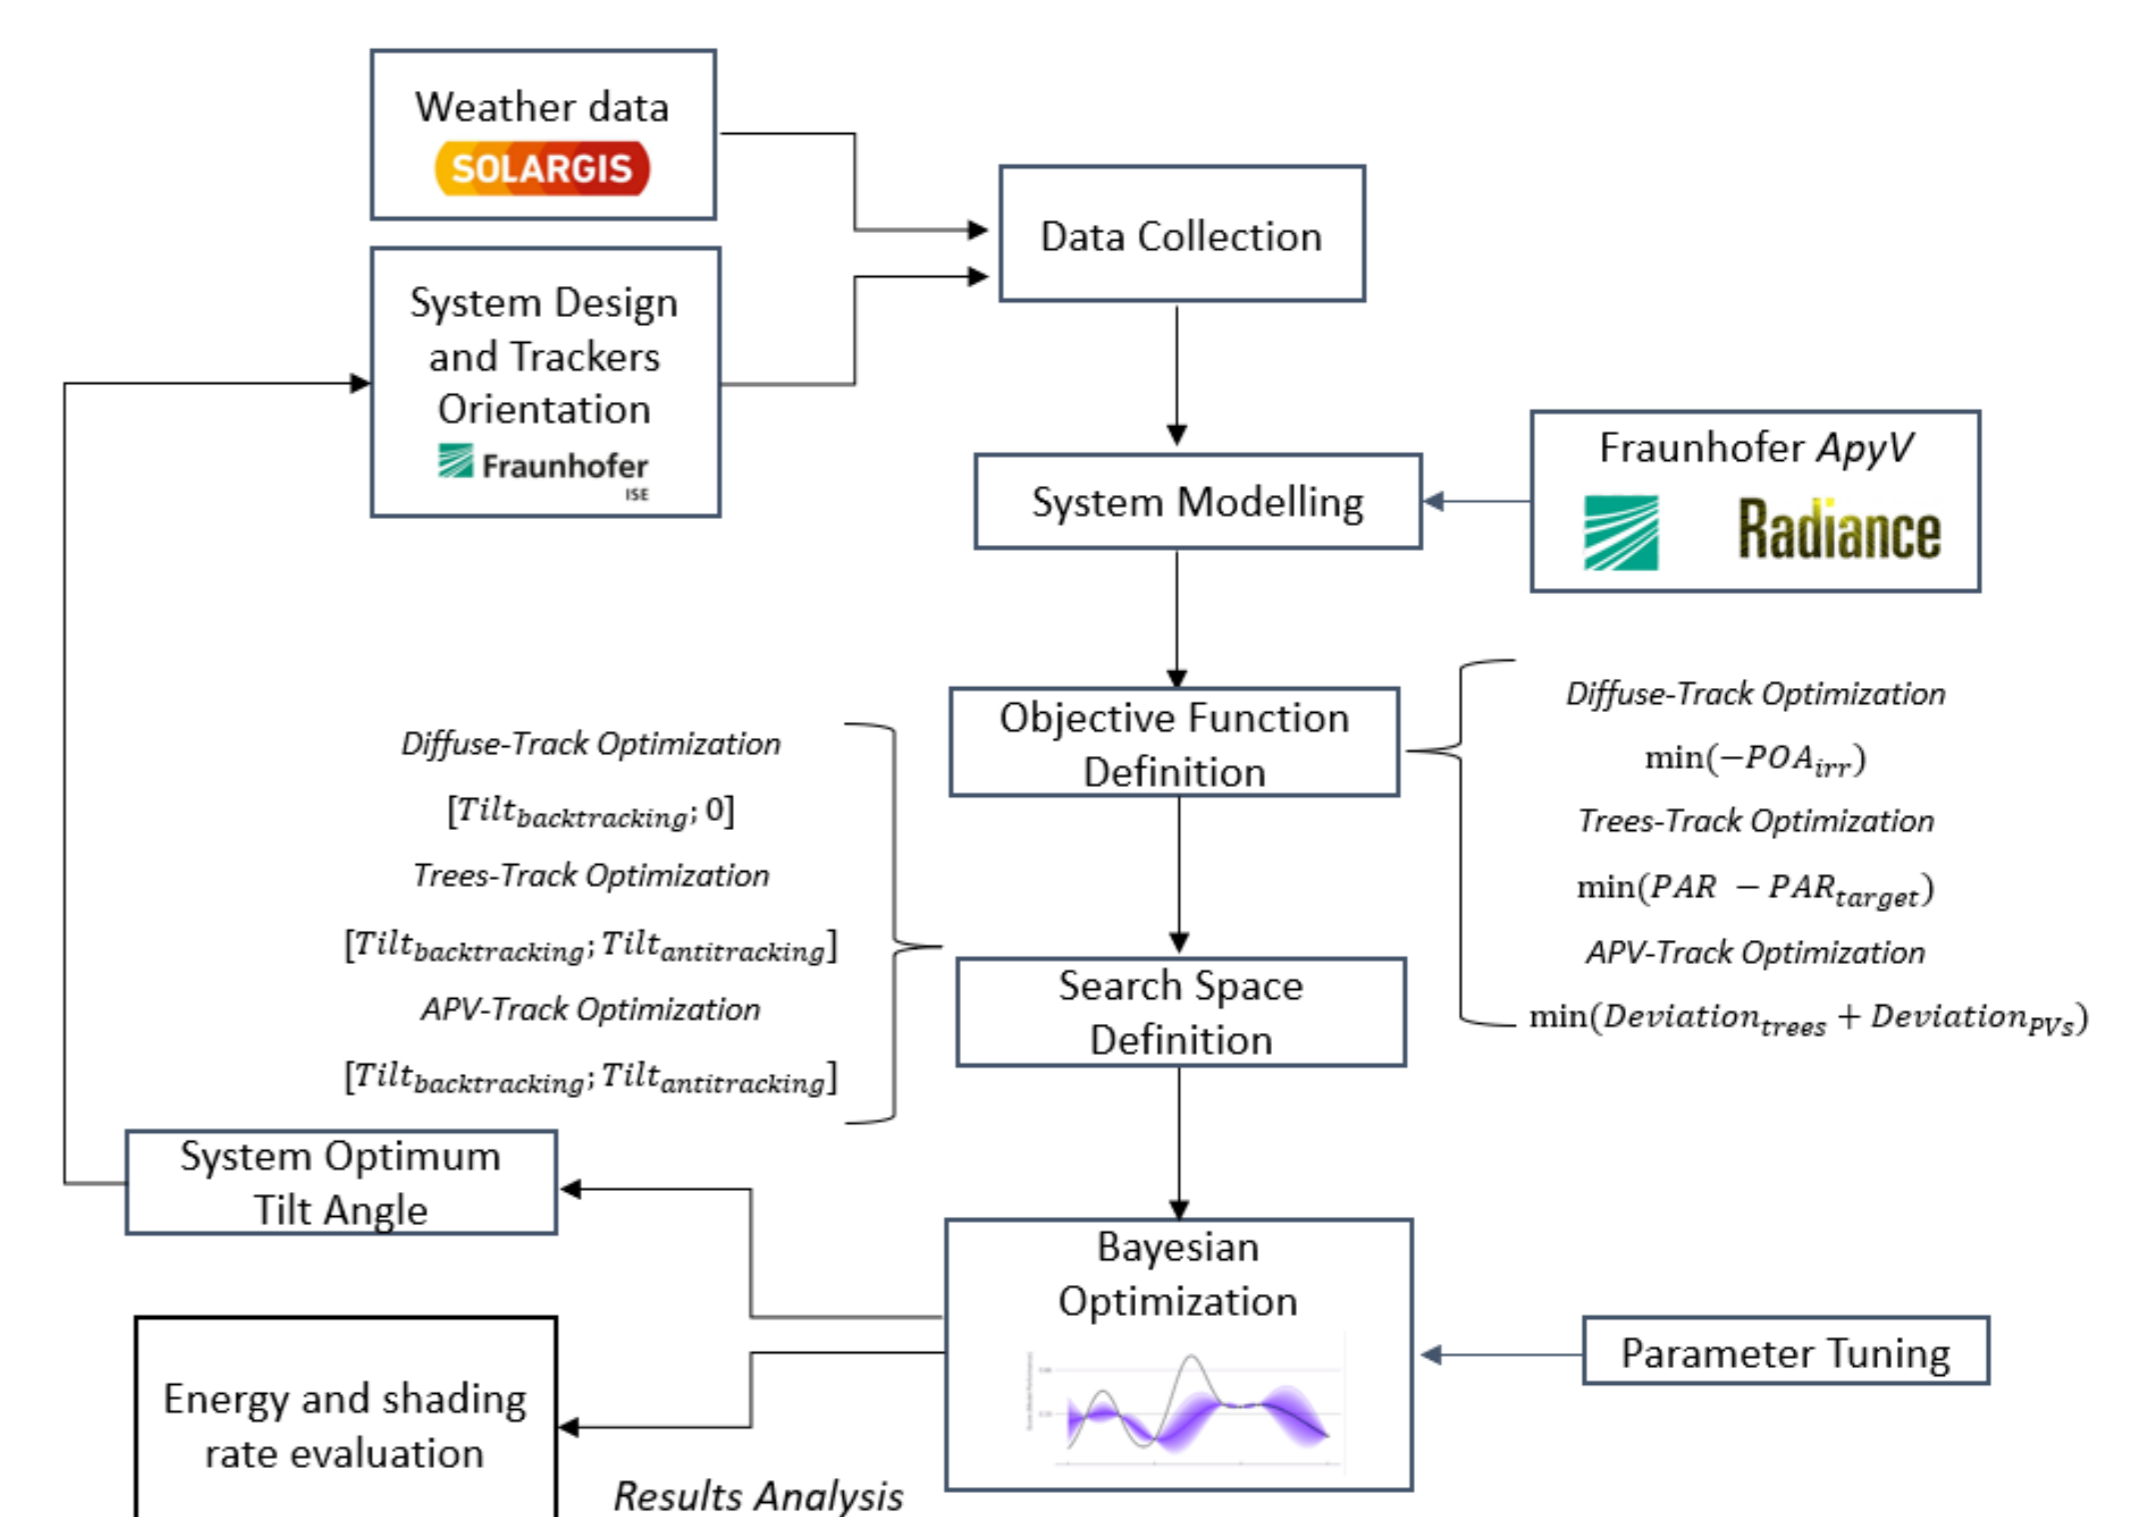 Weather data
SOLARGIS
System Design
and Trackers
Orientation
Fraunhofer
ISE
Data Collection
System Modelling
Fraunhofer ApyV
Radiance
Objective Function
Definition
Diffuse-Track Optimization
min(−POA_irr)
Trees-Track Optimization
min(PAR − PAR_target)
APV-Track Optimization
min(Deviation_trees + Deviation_PVs)
Diffuse-Track Optimization
[Tilt_backtracking; 0]
Trees-Track Optimization
[Tilt_backtracking; Tilt_antitracking]
APV-Track Optimization
[Tilt_backtracking; Tilt_antitracking]
Search Space
Definition
System Optimum
Tilt Angle
Bayesian
Optimization
Parameter Tuning
Energy and shading
rate evaluation
Results Analysis